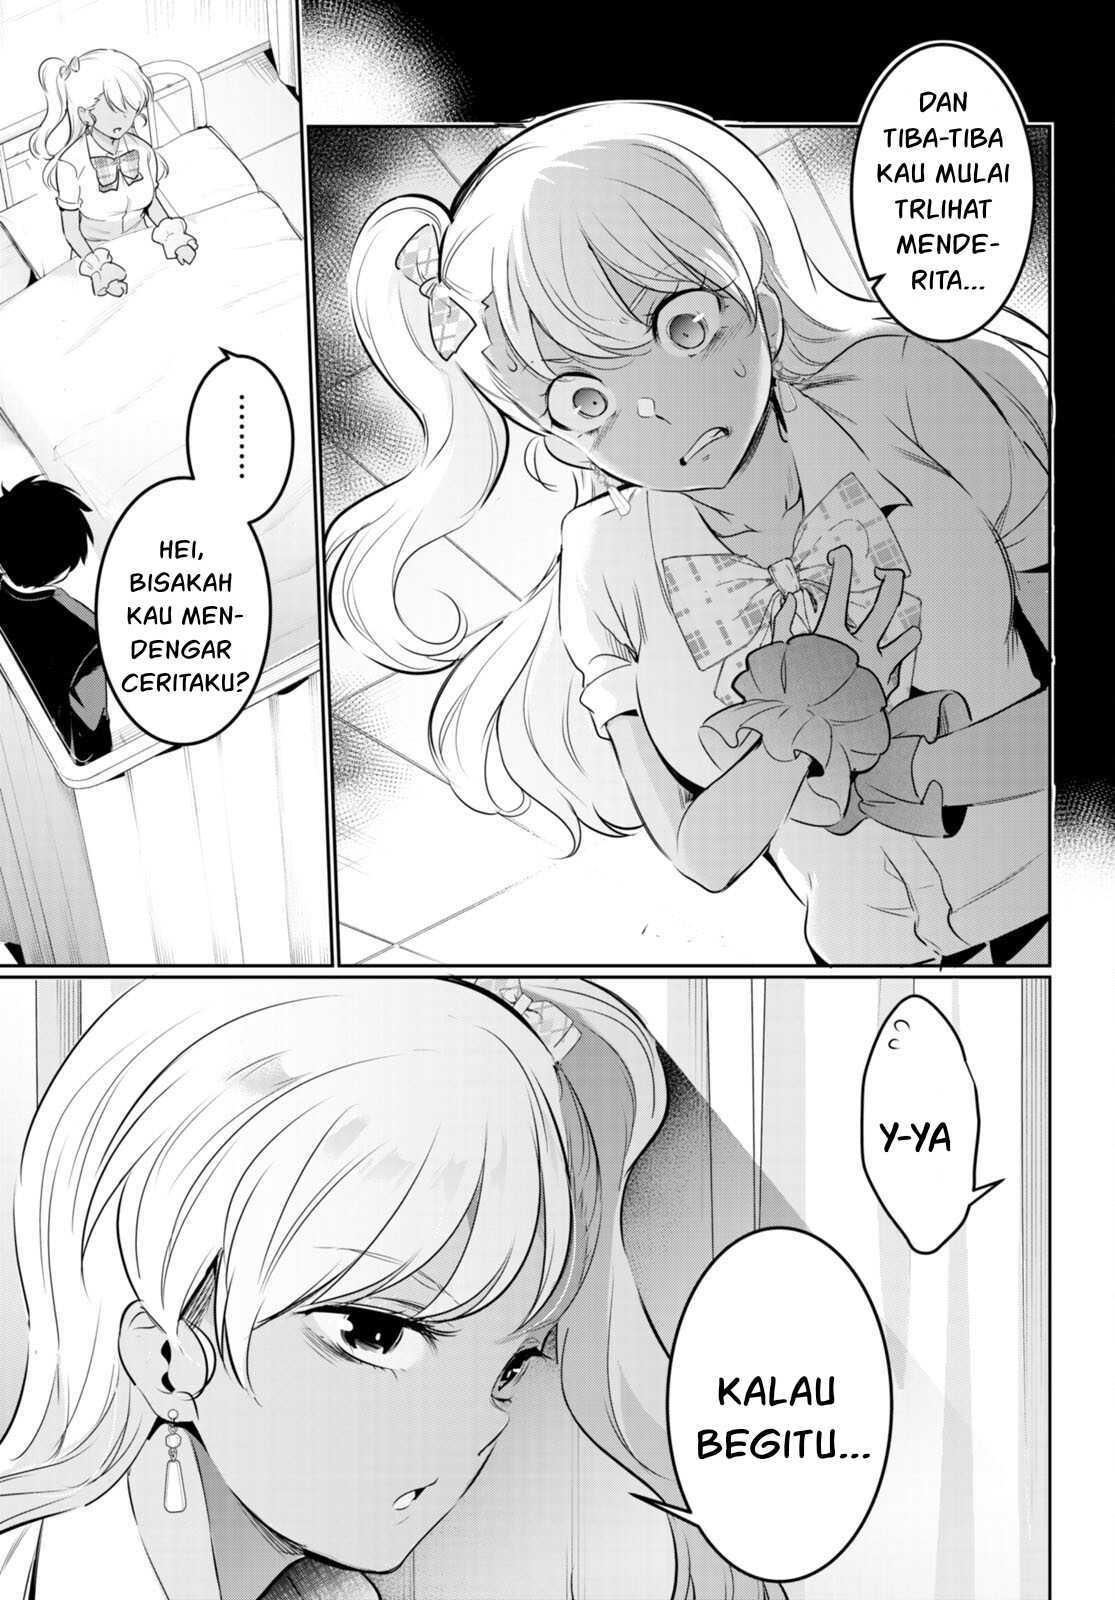 DAN
TIBA-TIBA
KAU MULAI
TRLIHAT
MENDE-
RITA...
.........
HEI,
BISAKAH
KAU MEN-
DENGAR
CERITAKU?
Y-YA
KALAU
BEGITU...